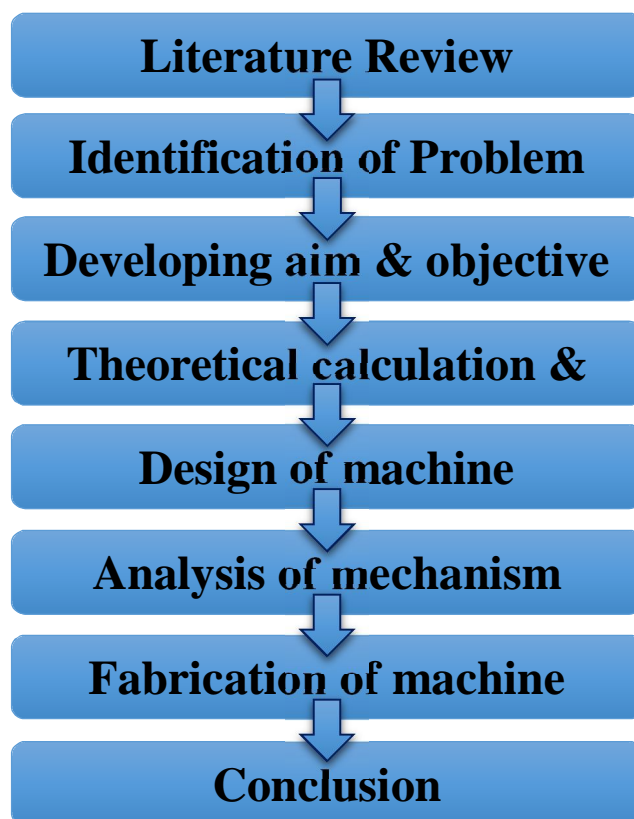 Literature Review
Identification of Problem
Developing aim & objective
Theoretical calculation &
Design of machine
Analysis of mechanism
Fabrication of machine
Conclusion